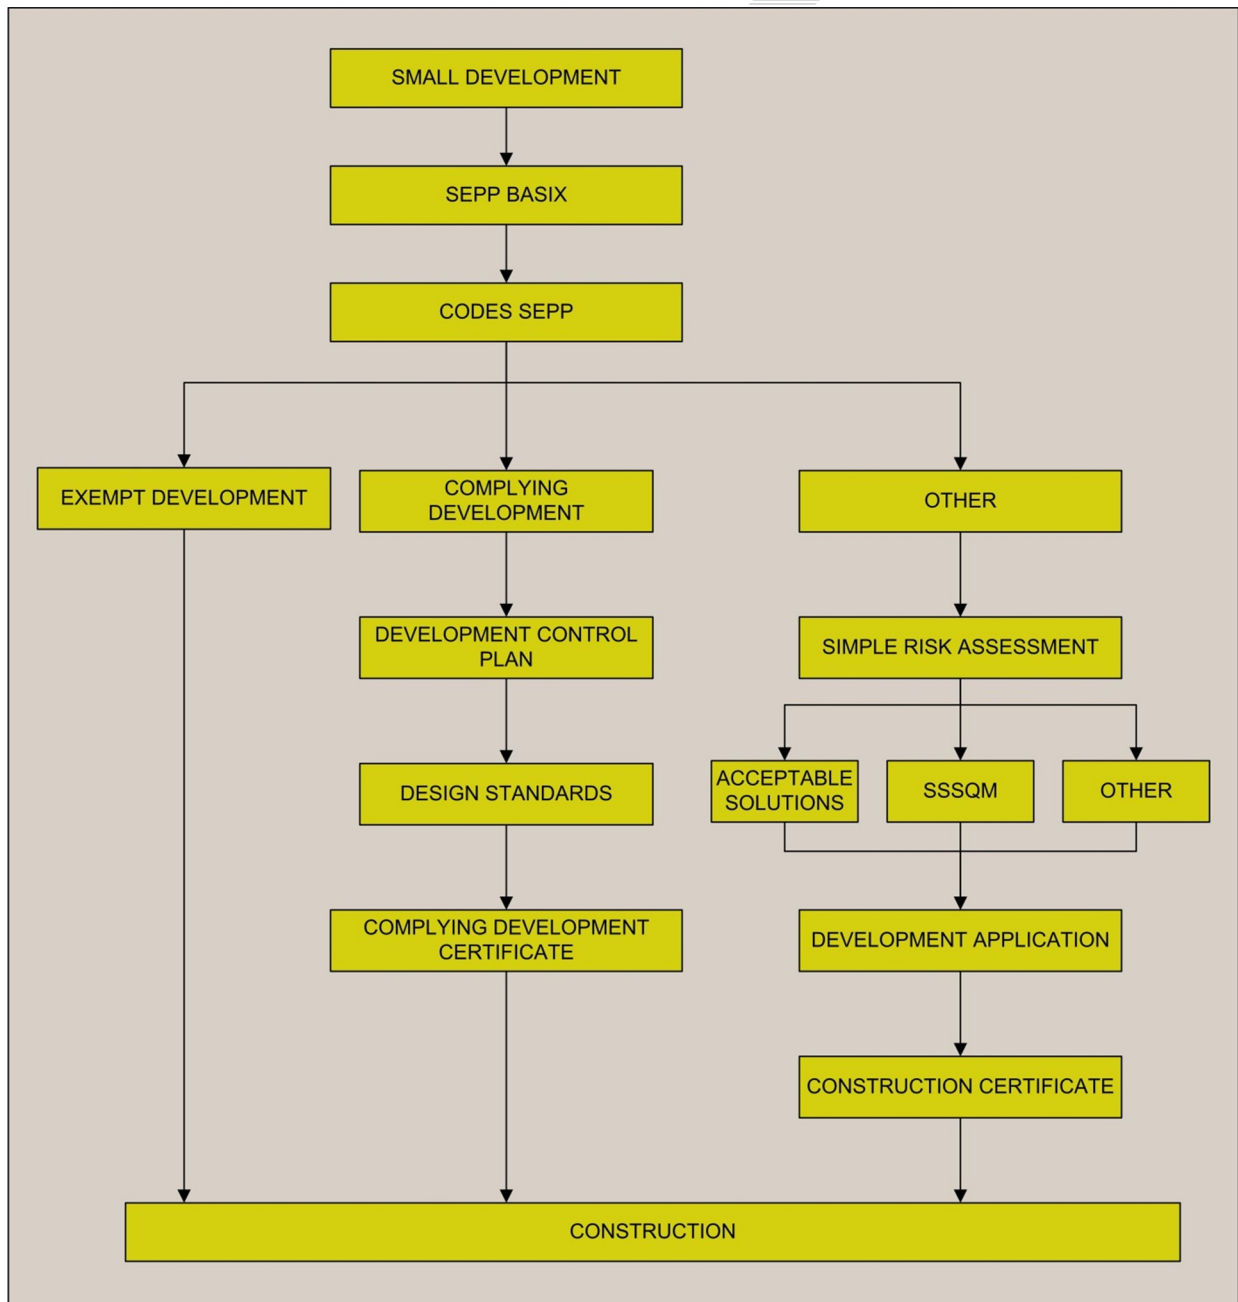 SMALL DEVELOPMENT
SEPP BASIX
CODES SEPP
EXEMPT DEVELOPMENT
COMPLYING
DEVELOPMENT
OTHER
DEVELOPMENT CONTROL
PLAN
SIMPLE RISK ASSESSMENT
DESIGN STANDARDS
ACCEPTABLE
SOLUTIONS
SSSQM
OTHER
COMPLYING DEVELOPMENT
CERTIFICATE
DEVELOPMENT APPLICATION
CONSTRUCTION CERTIFICATE
CONSTRUCTION